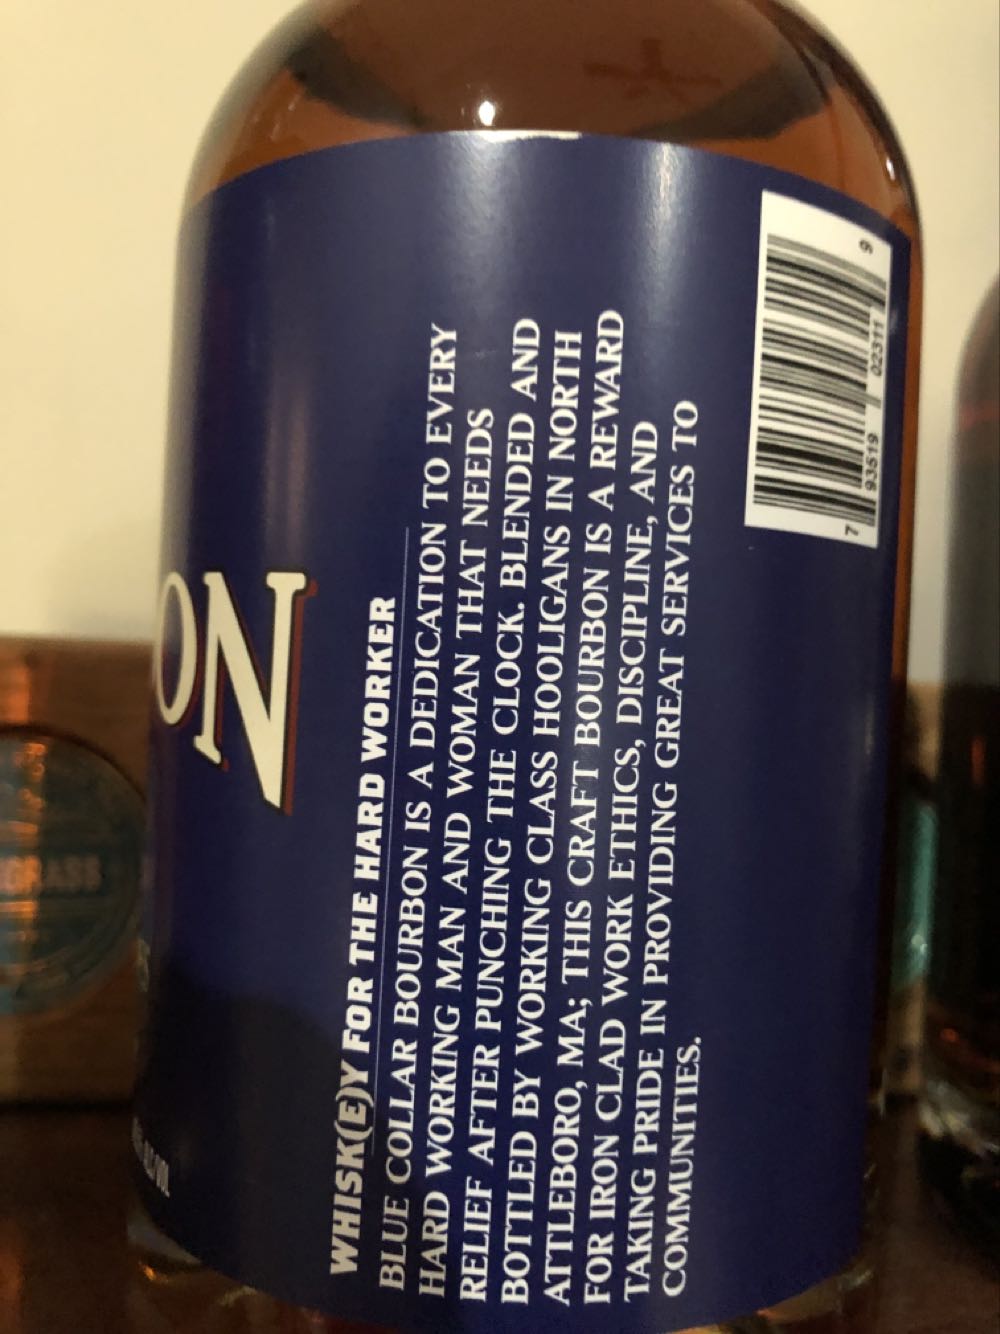 ON
WHISK(E)Y FOR THE HARD WORKER
BLUE COLLAR BOURBON IS A DEDICATION TO EVERY
HARD WORKING MAN AND WOMAN THAT NEEDS
RELIEF AFTER PUNCHING THE CLOCK. BLENDED AND
BOTTLED BY WORKING CLASS HOOLIGANS IN NORTH
ATTLEBORO, MA; THIS CRAFT BOURBON IS A REWARD
FOR IRON CLAD WORK ETHICS, DISCIPLINE, AND
TAKING PRIDE IN PROVIDING GREAT SERVICES TO
COMMUNITIES.
7 93519 02311 9